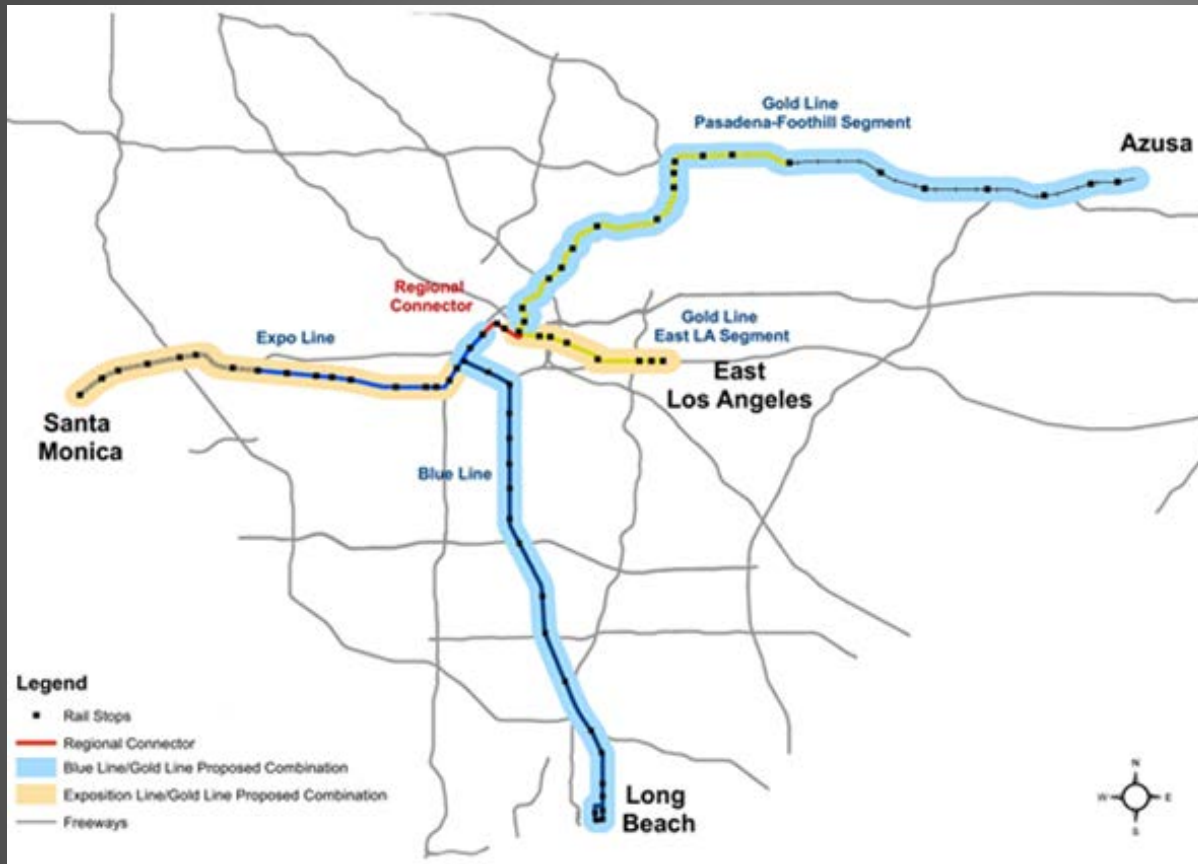 Gold Line
Pasadena-Foothill Segment
Azusa
Regional
Connector
Expo Line
Gold Line
East LA Segment
East
Los Angeles
Santa
Monica
Blue Line
Legend
Rail Stops
Regional Connector
Blue Line/Gold Line Proposed Combination
Exposition Line/Gold Line Proposed Combination
Freeways
Long
Beach
N
W E
S